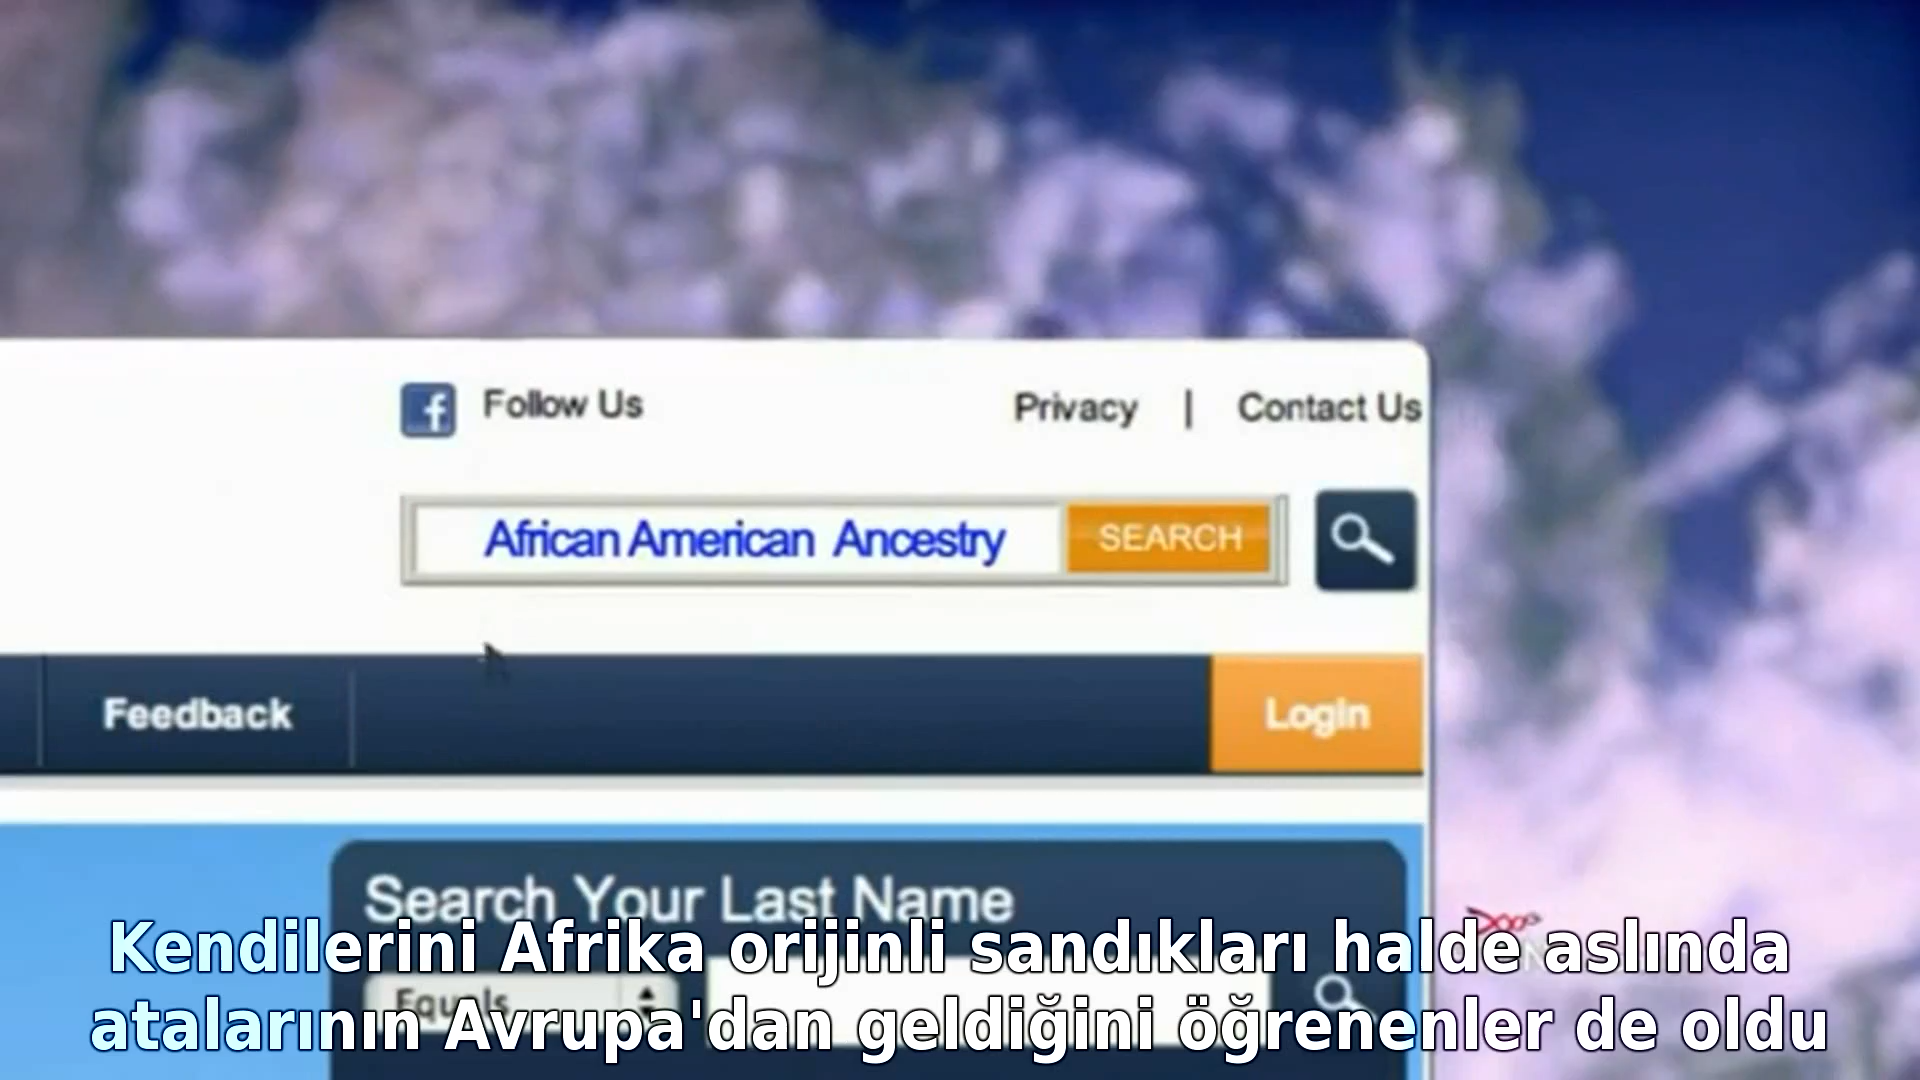 Follow Us
Privacy | Contact Us
African American Ancestry
SEARCH
Feedback
Login
Search Your Last Name
Equals
Kendilerini Afrika orijinli sandıkları halde aslında
atalarının Avrupa'dan geldiğini öğrenenler de oldu